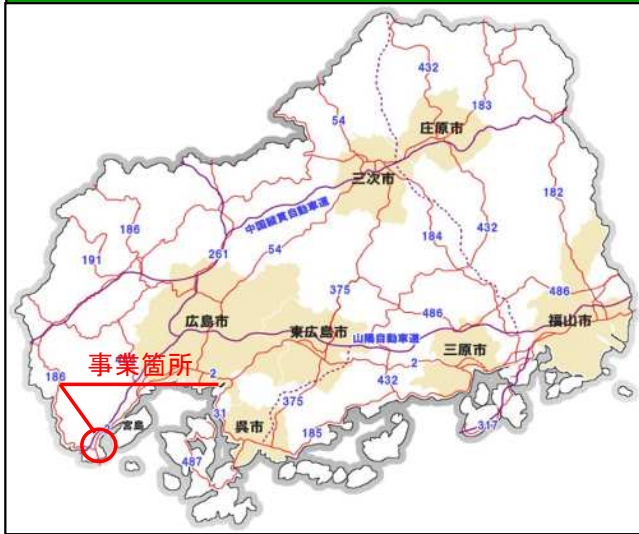 432
183
54
庄原市
三次市
182
中国縦貫自動車道
186
432
191
261
54
184
375
486
486
広島市
東広島市
山陽自動車道
福山市
三原市
186
事業箇所
2
2
432
31
375
宮島
2
呉市
185
317
487